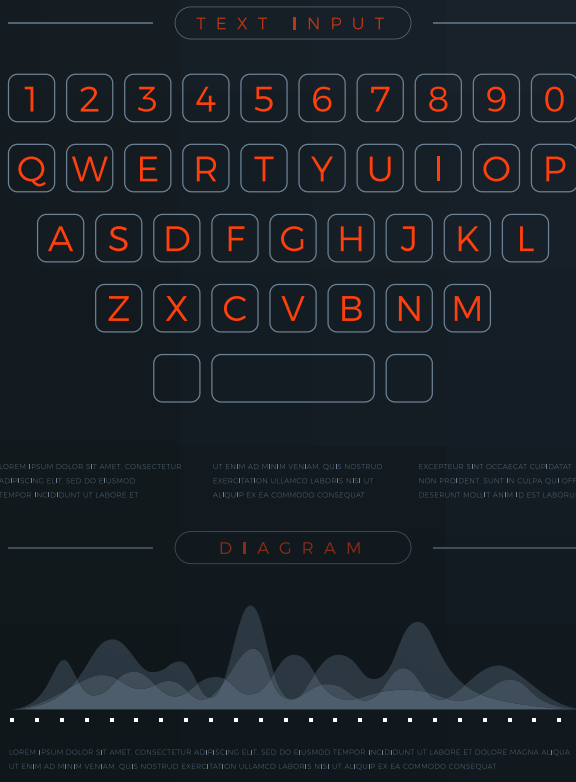 TEXT INPUT
1 2 3 4 5 6 7 8 9 0
Q W E R T Y U I O P
A S D F G H J K L
Z X C V B N M
LOREM IPSUM DOLOR SIT AMET, CONSECTETUR
ADIPISCING ELIT, SED DO EIUSMOD
TEMPOR INCIDIDUNT UT LABORE ET
UT ENIM AD MINIM VENIAM, QUIS NOSTRUD
EXERCITATION ULLAMCO LABORIS NISI UT
ALIQUIP EX EA COMMODO CONSEQUAT.
EXCEPTEUR SINT OCCAECAT CUPIDATAT
NON PROIDENT, SUNT IN CULPA QUI OFF
DESERUNT MOLLIT ANIM ID EST LABORU
DIAGRAM
LOREM IPSUM DOLOR SIT AMET, CONSECTETUR ADIPISCING ELIT, SED DO EIUSMOD TEMPOR INCIDIDUNT UT LABORE ET DOLORE MAGNA ALIQUA.
UT ENIM AD MINIM VENIAM, QUIS NOSTRUD EXERCITATION ULLAMCO LABORIS NISI UT ALIQUIP EX EA COMMODO CONSEQUAT.